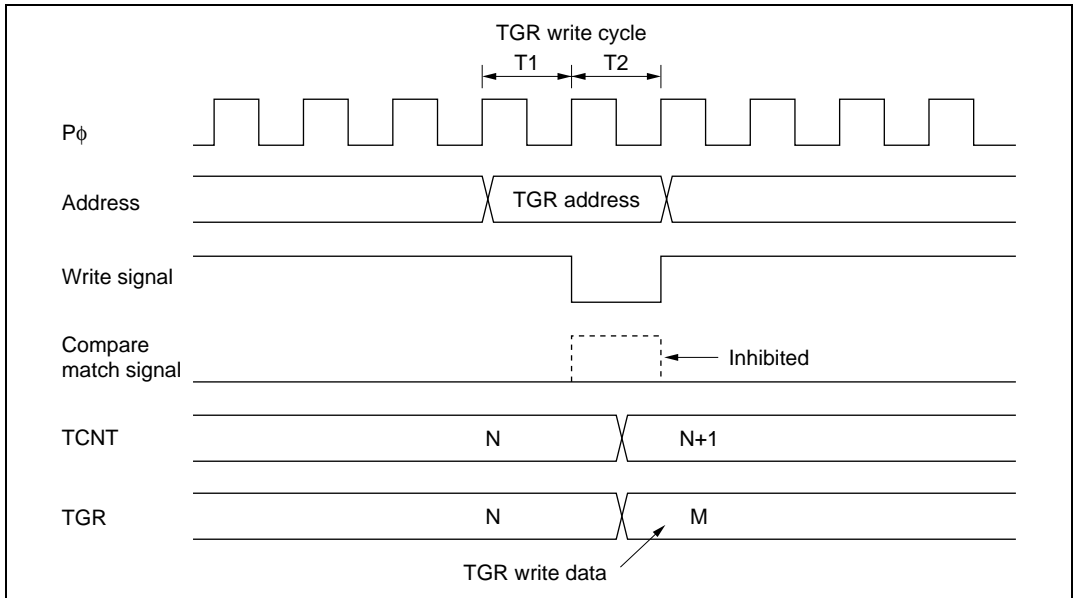 TGR write cycle
T1 T2
Pϕ
Address
TGR address
Write signal
Compare
match signal
Inhibited
TCNT
N
N+1
TGR
N
M
TGR write data